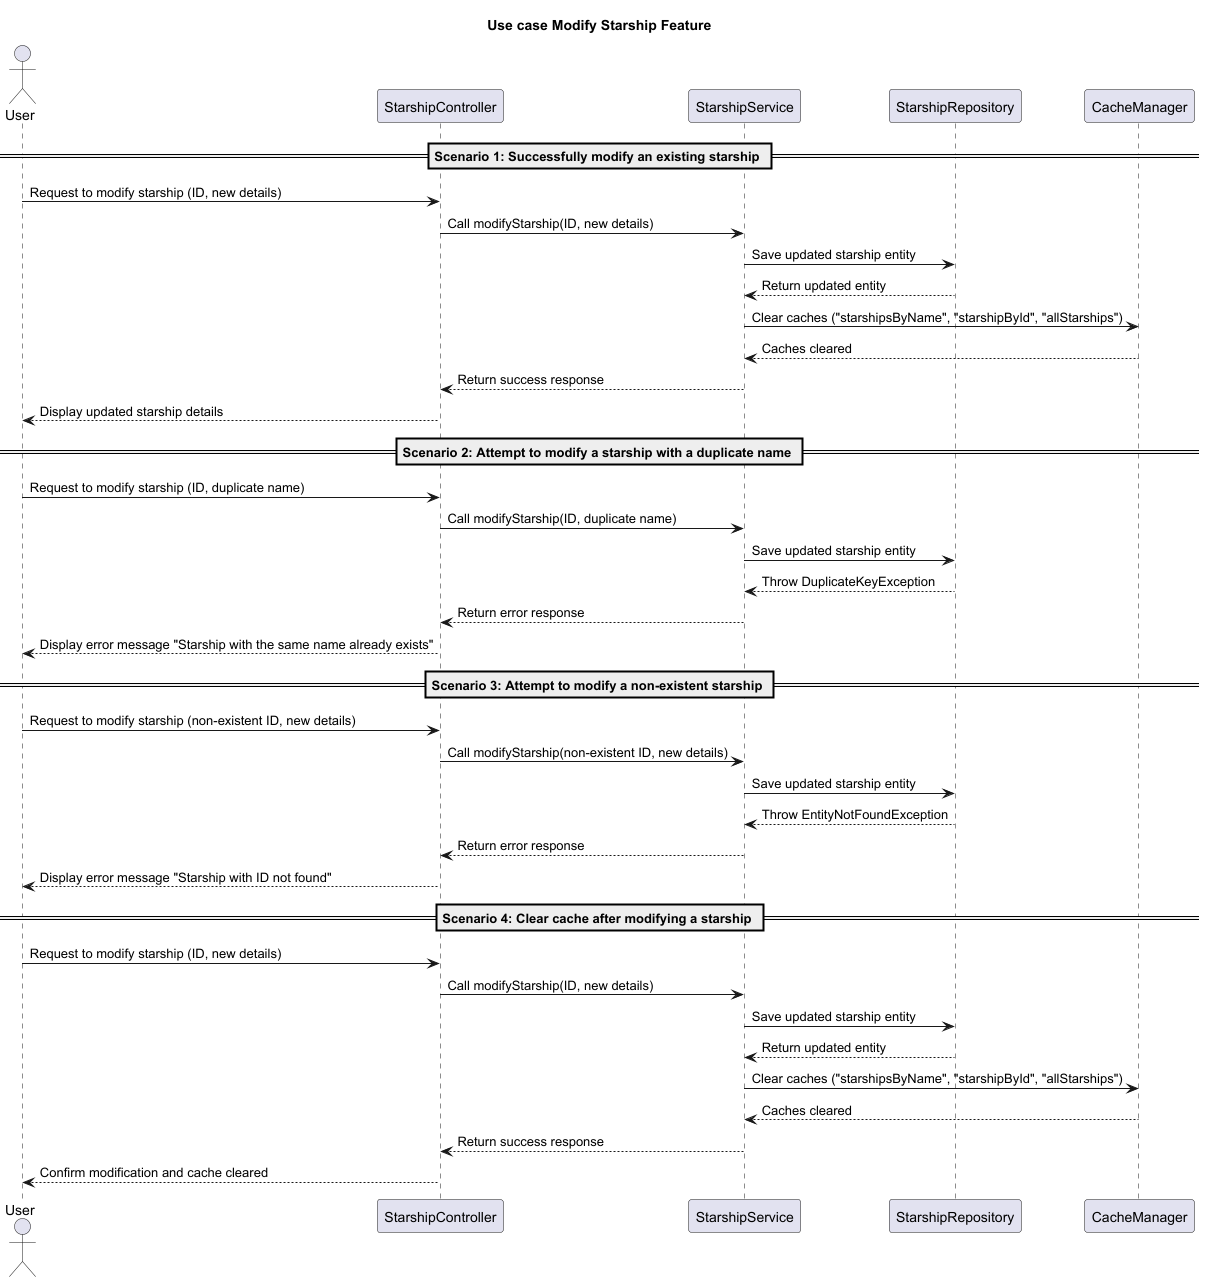 Use case Modify Starship Feature
User
StarshipController
StarshipService
StarshipRepository
CacheManager
Scenario 1: Successfully modify an existing starship
Request to modify starship (ID, new details)
Call modifyStarship(ID, new details)
Save updated starship entity
Return updated entity
Clear caches ("starshipsByName", "starshipById", "allStarships")
Caches cleared
Return success response
Display updated starship details
Scenario 2: Attempt to modify a starship with a duplicate name
Request to modify starship (ID, duplicate name)
Call modifyStarship(ID, duplicate name)
Save updated starship entity
Throw DuplicateKeyException
Return error response
Display error message "Starship with the same name already exists"
Scenario 3: Attempt to modify a non-existent starship
Request to modify starship (non-existent ID, new details)
Call modifyStarship(non-existent ID, new details)
Save updated starship entity
Throw EntityNotFoundException
Return error response
Display error message "Starship with ID not found"
Scenario 4: Clear cache after modifying a starship
Request to modify starship (ID, new details)
Call modifyStarship(ID, new details)
Save updated starship entity
Return updated entity
Clear caches ("starshipsByName", "starshipById", "allStarships")
Caches cleared
Return success response
Confirm modification and cache cleared
User
StarshipController
StarshipService
StarshipRepository
CacheManager